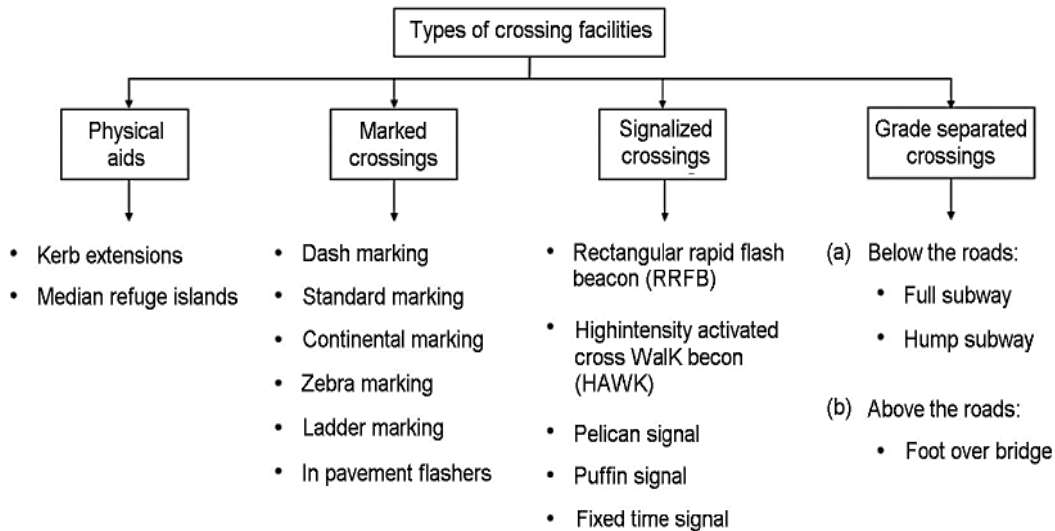 Types of crossing facilities
Physical
aids
Marked
crossings
Signalized
crossings
Grade separated
crossings
• Kerb extensions
• Median refuge islands
• Dash marking
• Standard marking
• Continental marking
• Zebra marking
• Ladder marking
• In pavement flashers
• Rectangular rapid flash
beacon (RRFB)
• Highintensity activated
cross WalK becon
(HAWK)
• Pelican signal
• Puffin signal
• Fixed time signal
(a) Below the roads:
• Full subway
• Hump subway
(b) Above the roads:
• Foot over bridge